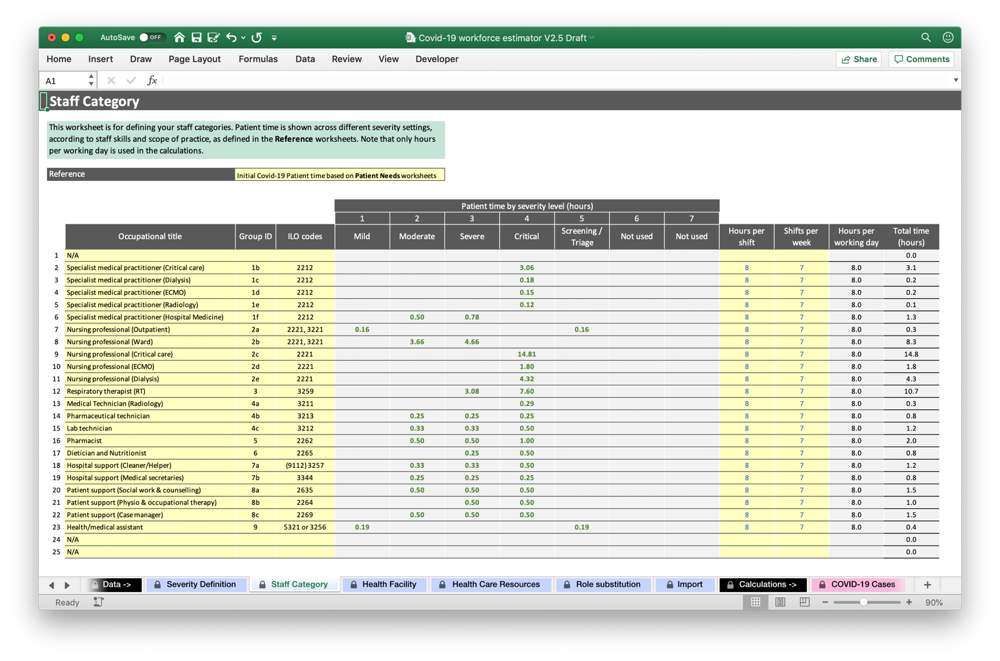 AutoSave OFF
Covid-19 workforce estimator V2.5 Draft
Home Insert Draw Page Layout Formulas Data Review View Developer Share Comments
A1 fx
Staff Category
This worksheet is for defining your staff categories. Patient time is shown across different severity settings,
according to staff skills and scope of practice, as defined in the Reference worksheets. Note that only hours
per working day is used in the calculations.
Reference Initial Covid-19 Patient time based on Patient Needs worksheets
Patient time by severity level (hours)
1 2 3 4 5 6 7
Occupational title Group ID ILO codes Mild Moderate Severe Critical Screening / Triage Not used Not used Hours per shift Shifts per week Hours per working day Total time (hours)
1 N/A 0.0
2 Specialist medical practitioner (Critical care) 1b 2212 3.06 8 7 8.0 3.1
3 Specialist medical practitioner (Dialysis) 1c 2212 0.18 8 7 8.0 0.2
4 Specialist medical practitioner (ECMO) 1d 2212 0.15 8 7 8.0 0.2
5 Specialist medical practitioner (Radiology) 1e 2212 0.12 8 7 8.0 0.1
6 Specialist medical practitioner (Hospital Medicine) 1f 2212 0.50 0.78 8 7 8.0 1.3
7 Nursing professional (Outpatient) 2a 2221, 3221 0.16 0.16 8 7 8.0 0.3
8 Nursing professional (Ward) 2b 2221, 3221 3.66 4.66 8 7 8.0 8.3
9 Nursing professional (Critical care) 2c 2221 14.81 8 7 8.0 14.8
10 Nursing professional (ECMO) 2d 2221 1.80 8 7 8.0 1.8
11 Nursing professional (Dialysis) 2e 2221 4.32 8 7 8.0 4.3
12 Respiratory therapist (RT) 3 3259 3.08 7.60 8 7 8.0 10.7
13 Medical Technician (Radiology) 4a 3211 0.29 8 7 8.0 0.3
14 Pharmaceutical technician 4b 3213 0.25 0.25 0.25 8 7 8.0 0.8
15 Lab technician 4c 3212 0.33 0.33 0.50 8 7 8.0 1.2
16 Pharmacist 5 2262 0.50 0.50 1.00 8 7 8.0 2.0
17 Dietician and Nutritionist 6 2265 0.25 0.50 8 7 8.0 0.8
18 Hospital support (Cleaner/Helper) 7a (9112) 3257 0.33 0.33 0.50 8 7 8.0 1.2
19 Hospital support (Medical secretaries) 7b 3344 0.25 0.25 0.25 8 7 8.0 0.8
20 Patient support (Social work & counselling) 8a 2635 0.50 0.50 0.50 8 7 8.0 1.5
21 Patient support (Physio & occupational therapy) 8b 2264 0.50 0.50 8 7 8.0 1.0
22 Patient support (Case manager) 8c 2269 0.50 0.50 0.50 8 7 8.0 1.5
23 Health/medical assistant 9 5321 or 3256 0.19 0.19 8 7 8.0 0.4
24 N/A 0.0
25 N/A 0.0
Data -> Severity Definition Staff Category Health Facility Health Care Resources Role substitution Import Calculations -> COVID-19 Cases +
Ready 90%